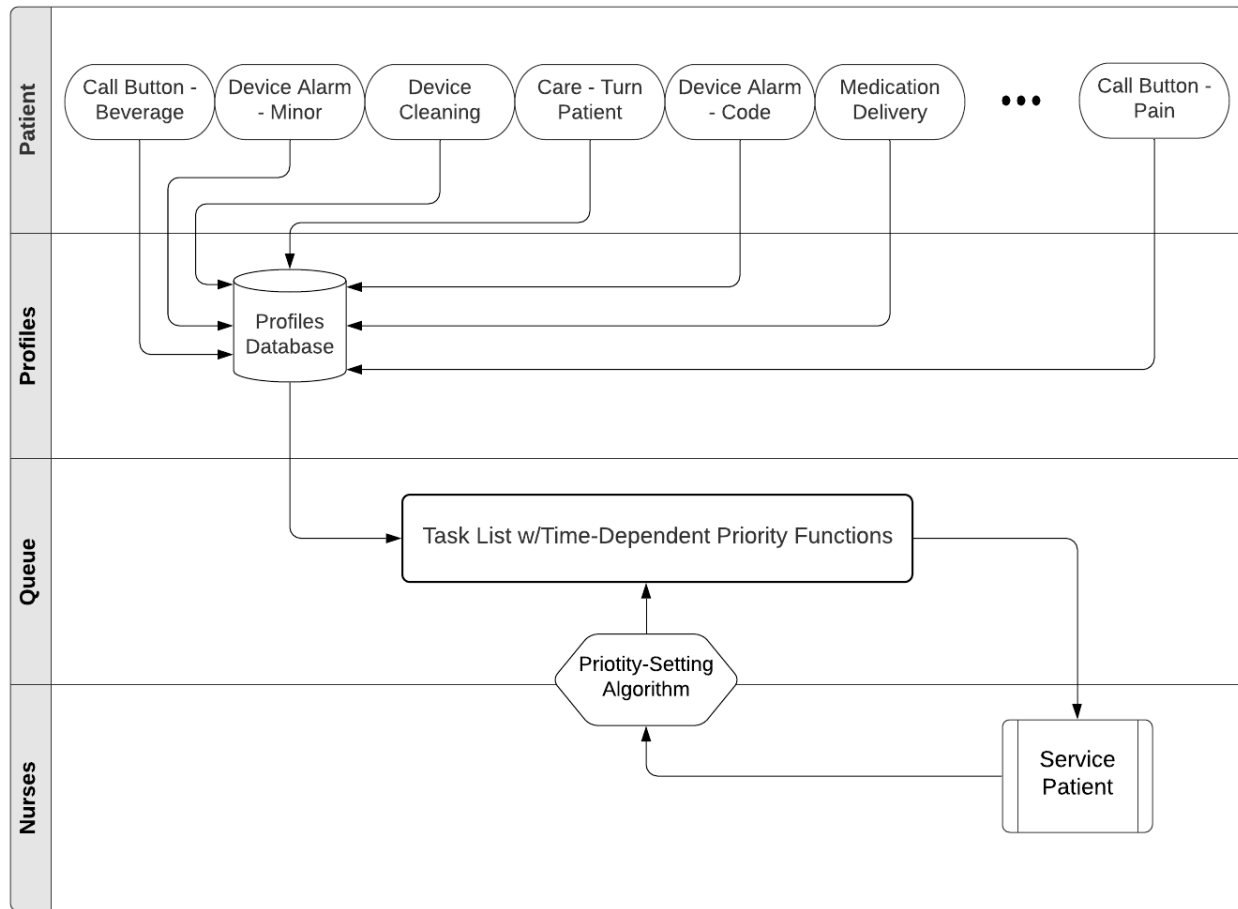 Patient
Call Button -
Beverage
Device Alarm
- Minor
Device
Cleaning
Care - Turn
Patient
Device Alarm
- Code
Medication
Delivery
•••
Call Button -
Pain
Profiles
Profiles
Database
Queue
Task List w/Time-Dependent Priority Functions
Priotity-Setting
Algorithm
Nurses
Service
Patient